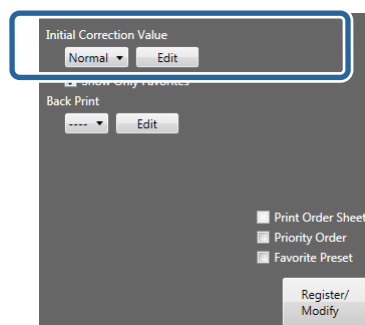 Initial Correction Value
Normal
Edit
Show Only Favorites
Back Print
----
Edit
Print Order Sheet
Priority Order
Favorite Preset
Register/
Modify